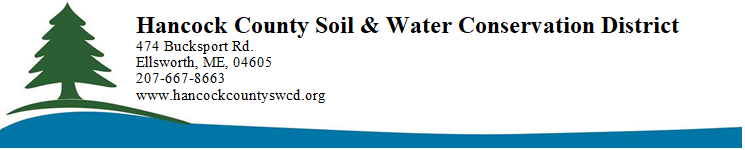 Hancock County Soil & Water Conservation District
474 Bucksport Rd.
Ellsworth, ME, 04605
207-667-8663
www.hancockcountyswcd.org